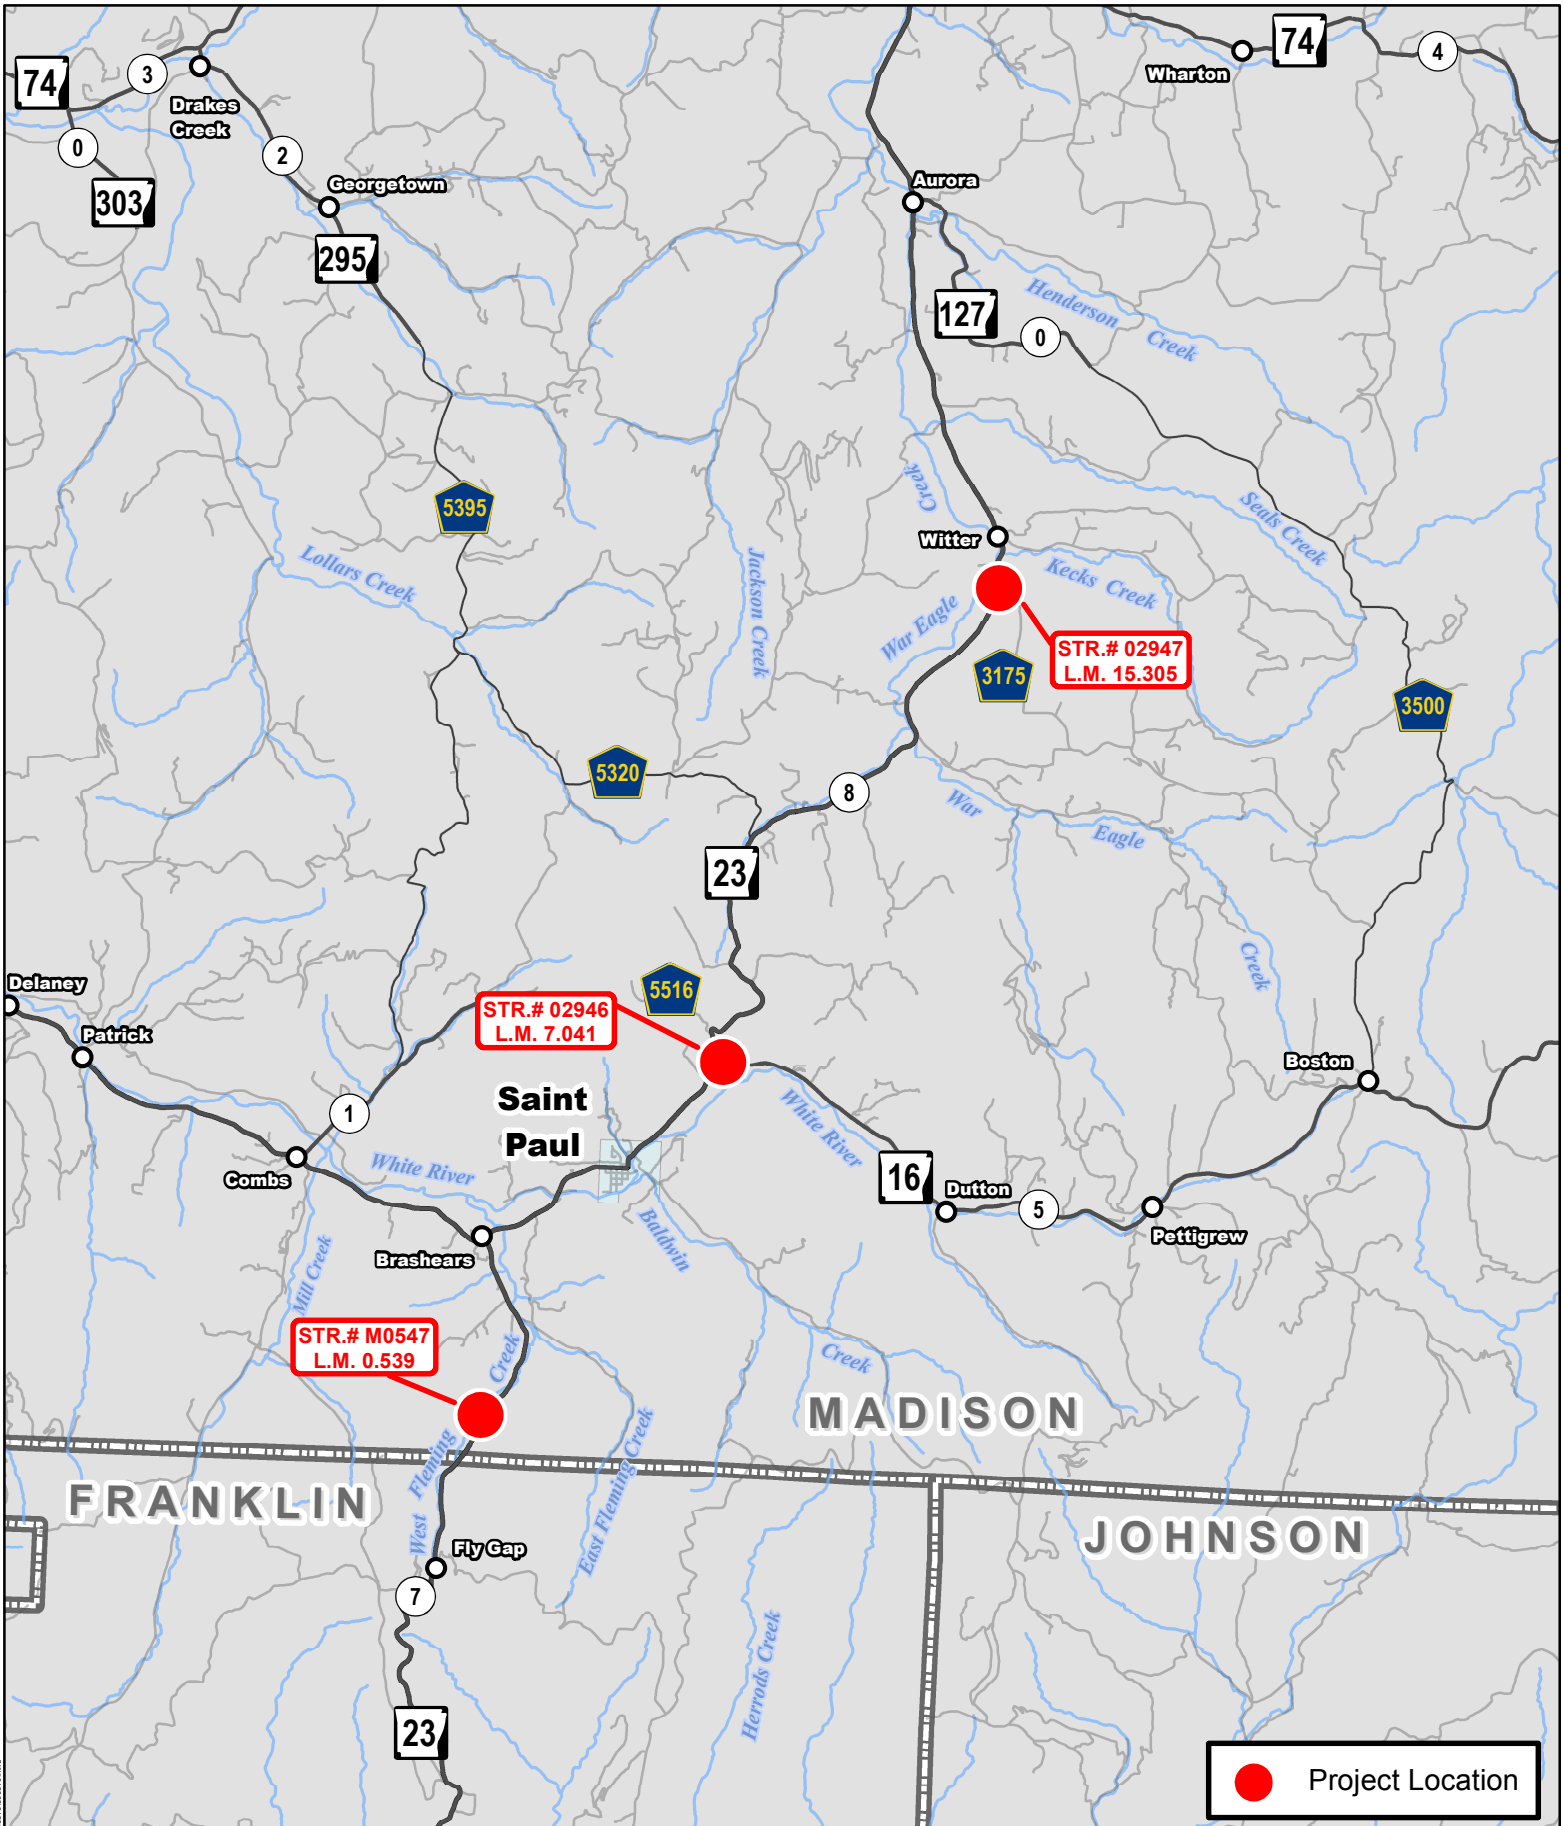 74
4
Wharton
3
74
Drakes
Creek
0
2
303
Georgetown
295
Aurora
127
Henderson
Creek
0
5395
Creek
Seals Creek
Witter
Lollars Creek
Jackson Creek
Kecks Creek
War Eagle
STR.# 02947
L.M. 15.305
3175
3500
5320
8
War
Eagle
Creek
23
Delaney
5516
STR.# 02946
L.M. 7.041
Patrick
Boston
Saint
Paul
1
White River
White River
Combs
16
Dutton
5
Pettigrew
Brashears
Baldwin
Creek
Mill Creek
STR.# M0547
L.M. 0.539
West Fleming Creek
East Fleming Creek
MADISON
FRANKLIN
JOHNSON
Fly Gap
7
Herrods Creek
23
Project Location